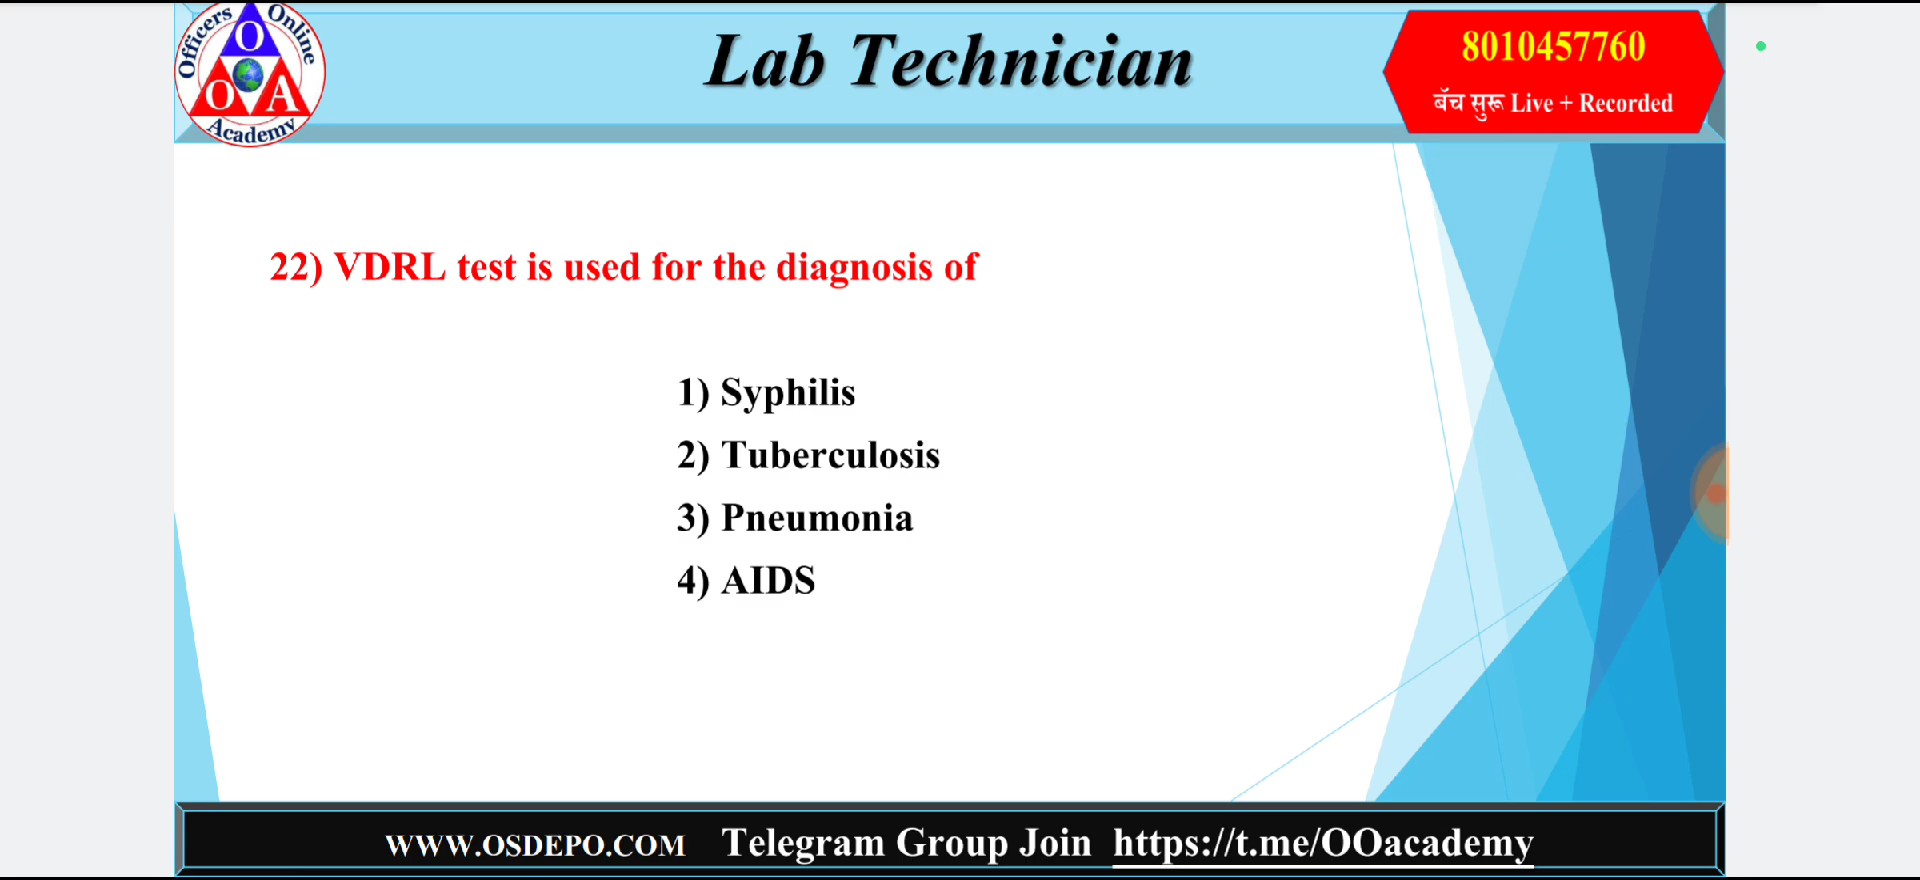 Officers Online
O
O A
Academy
Lab Technician
8010457760
बॅच सुरू Live + Recorded
22) VDRL test is used for the diagnosis of
1) Syphilis
2) Tuberculosis
3) Pneumonia
4) AIDS
WWW.OSDEPO.COM Telegram Group Join https://t.me/OOacademy